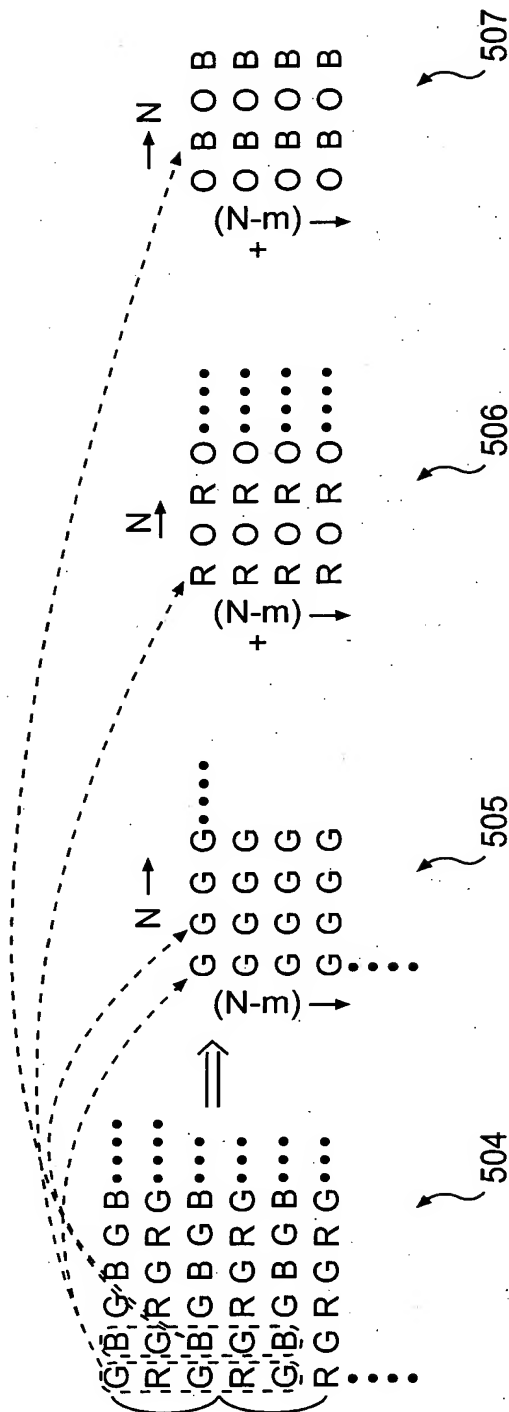 G B G B G B ••••
R G R G R G ••••
G B G B G B ••••
R G R G R G ••••
G B G B G B ••••
R G R G R G ••••
504
N →
(N-m) ↓
G G G G ••••
G G G G
G G G G
G G G G
505
N →
(N-m) ↓
+
R O R O ••••
R O R O ••••
R O R O ••••
R O R O ••••
506
N →
(N-m) ↓
+
O B O B
O B O B
O B O B
O B O B
507